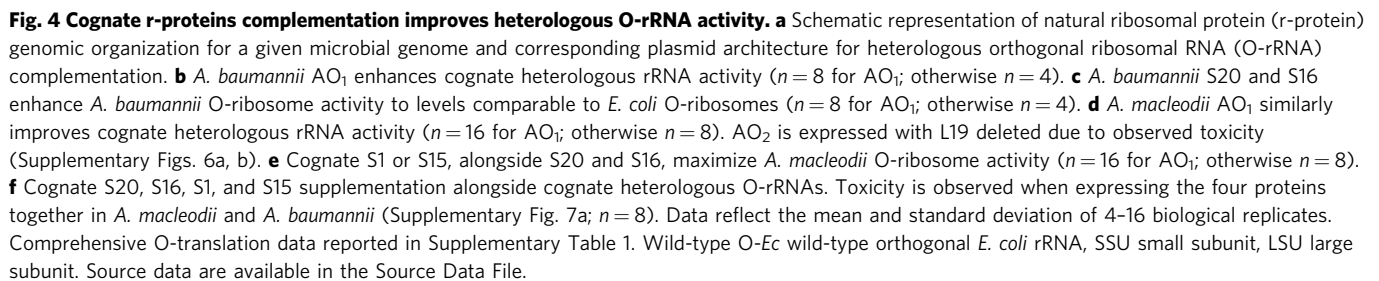 Fig. 4 Cognate r-proteins complementation improves heterologous O-rRNA activity. a Schematic representation of natural ribosomal protein (r-protein)
genomic organization for a given microbial genome and corresponding plasmid architecture for heterologous orthogonal ribosomal RNA (O-rRNA)
complementation. b A. baumannii AO₁ enhances cognate heterologous rRNA activity (n = 8 for AO₁; otherwise n = 4). c A. baumannii S20 and S16
enhance A. baumannii O-ribosome activity to levels comparable to E. coli O-ribosomes (n = 8 for AO₁; otherwise n = 4). d A. macleodii AO₁ similarly
improves cognate heterologous rRNA activity (n = 16 for AO₁; otherwise n = 8). AO₂ is expressed with L19 deleted due to observed toxicity
(Supplementary Figs. 6a, b). e Cognate S1 or S15, alongside S20 and S16, maximize A. macleodii O-ribosome activity (n = 16 for AO₁; otherwise n = 8).
f Cognate S20, S16, S1, and S15 supplementation alongside cognate heterologous O-rRNAs. Toxicity is observed when expressing the four proteins
together in A. macleodii and A. baumannii (Supplementary Fig. 7a; n = 8). Data reflect the mean and standard deviation of 4–16 biological replicates.
Comprehensive O-translation data reported in Supplementary Table 1. Wild-type O-Ec wild-type orthogonal E. coli rRNA, SSU small subunit, LSU large
subunit. Source data are available in the Source Data File.